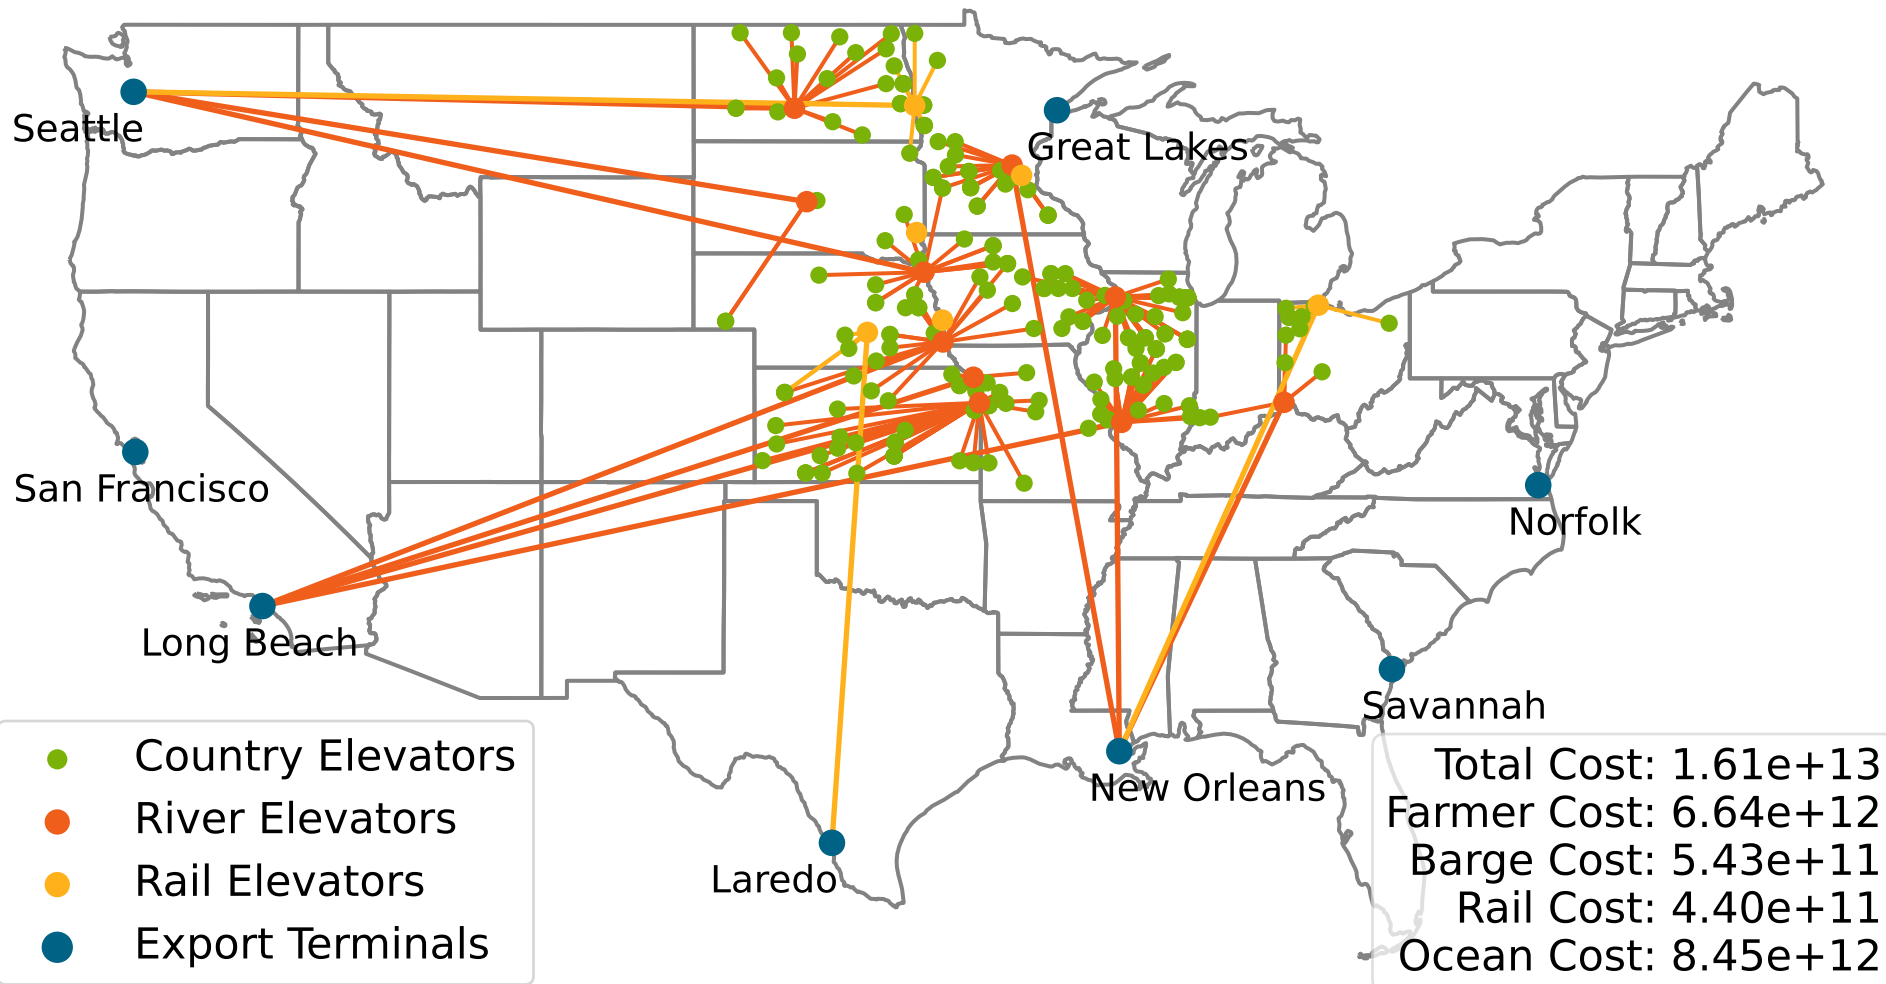 Seattle
Great Lakes
San Francisco
Norfolk
Long Beach
Savannah
New Orleans
Laredo
Country Elevators
River Elevators
Rail Elevators
Export Terminals
Total Cost: 1.61e+13
Farmer Cost: 6.64e+12
Barge Cost: 5.43e+11
Rail Cost: 4.40e+11
Ocean Cost: 8.45e+12